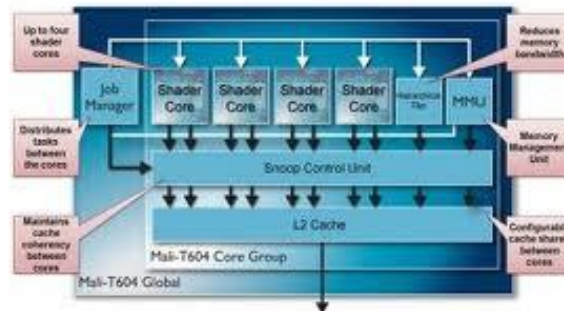 Up to four
shader
cores
Reduces
memory
bandwidth
Job
Manager
Shader
Core
Shader
Core
Shader
Core
Shader
Core
Hierarchical
Tiler
MMU
Distributes
tasks
between
the cores
Memory
Management
Unit
Snoop Control Unit
Maintains
cache
coherency
between
cores
L2 Cache
Configurable
cache shared
between
cores
Mali-T604 Core Group
Mali-T604 Global